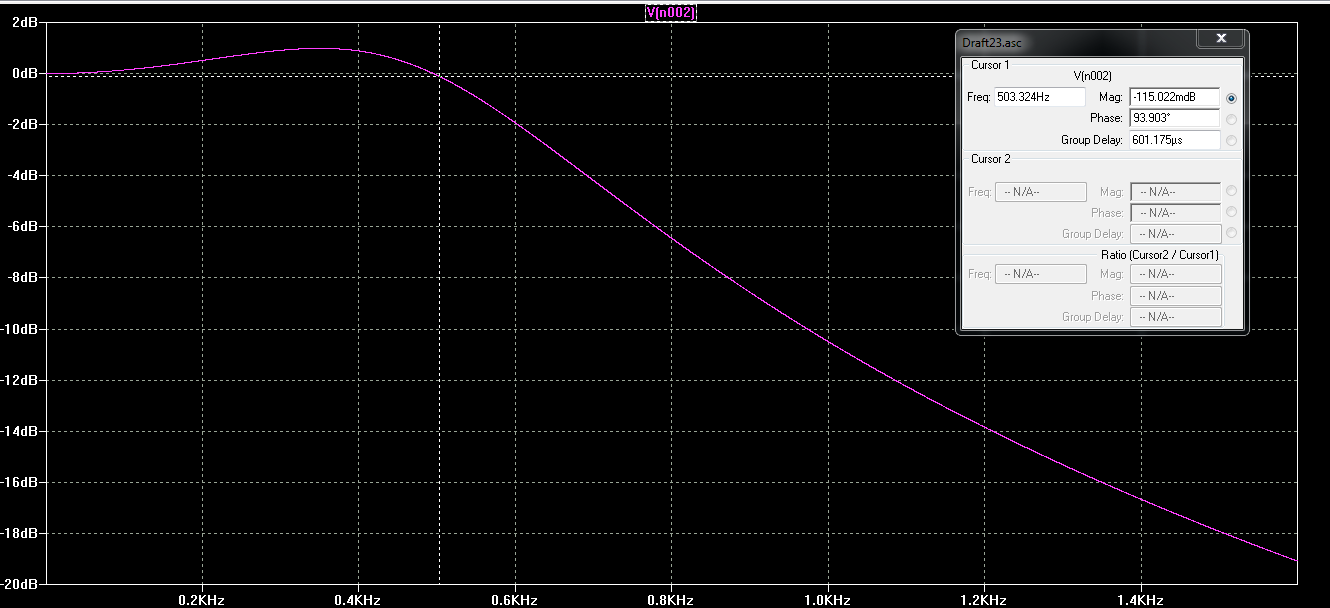 V(n002)
2dB
0dB
-2dB
-4dB
-6dB
-8dB
-10dB
-12dB
-14dB
-16dB
-18dB
-20dB
0.2KHz 0.4KHz 0.6KHz 0.8KHz 1.0KHz 1.2KHz 1.4KHz
Draft23.asc
Cursor 1
V(n002)
Freq: 503.324Hz Mag: -115.022mdB
Phase: 93.903°
Group Delay: 601.175µs
Cursor 2
Freq: -- N/A-- Mag: -- N/A--
Phase: -- N/A--
Group Delay: -- N/A--
Ratio (Cursor2 / Cursor1)
Freq: -- N/A-- Mag: -- N/A--
Phase: -- N/A--
Group Delay: -- N/A--